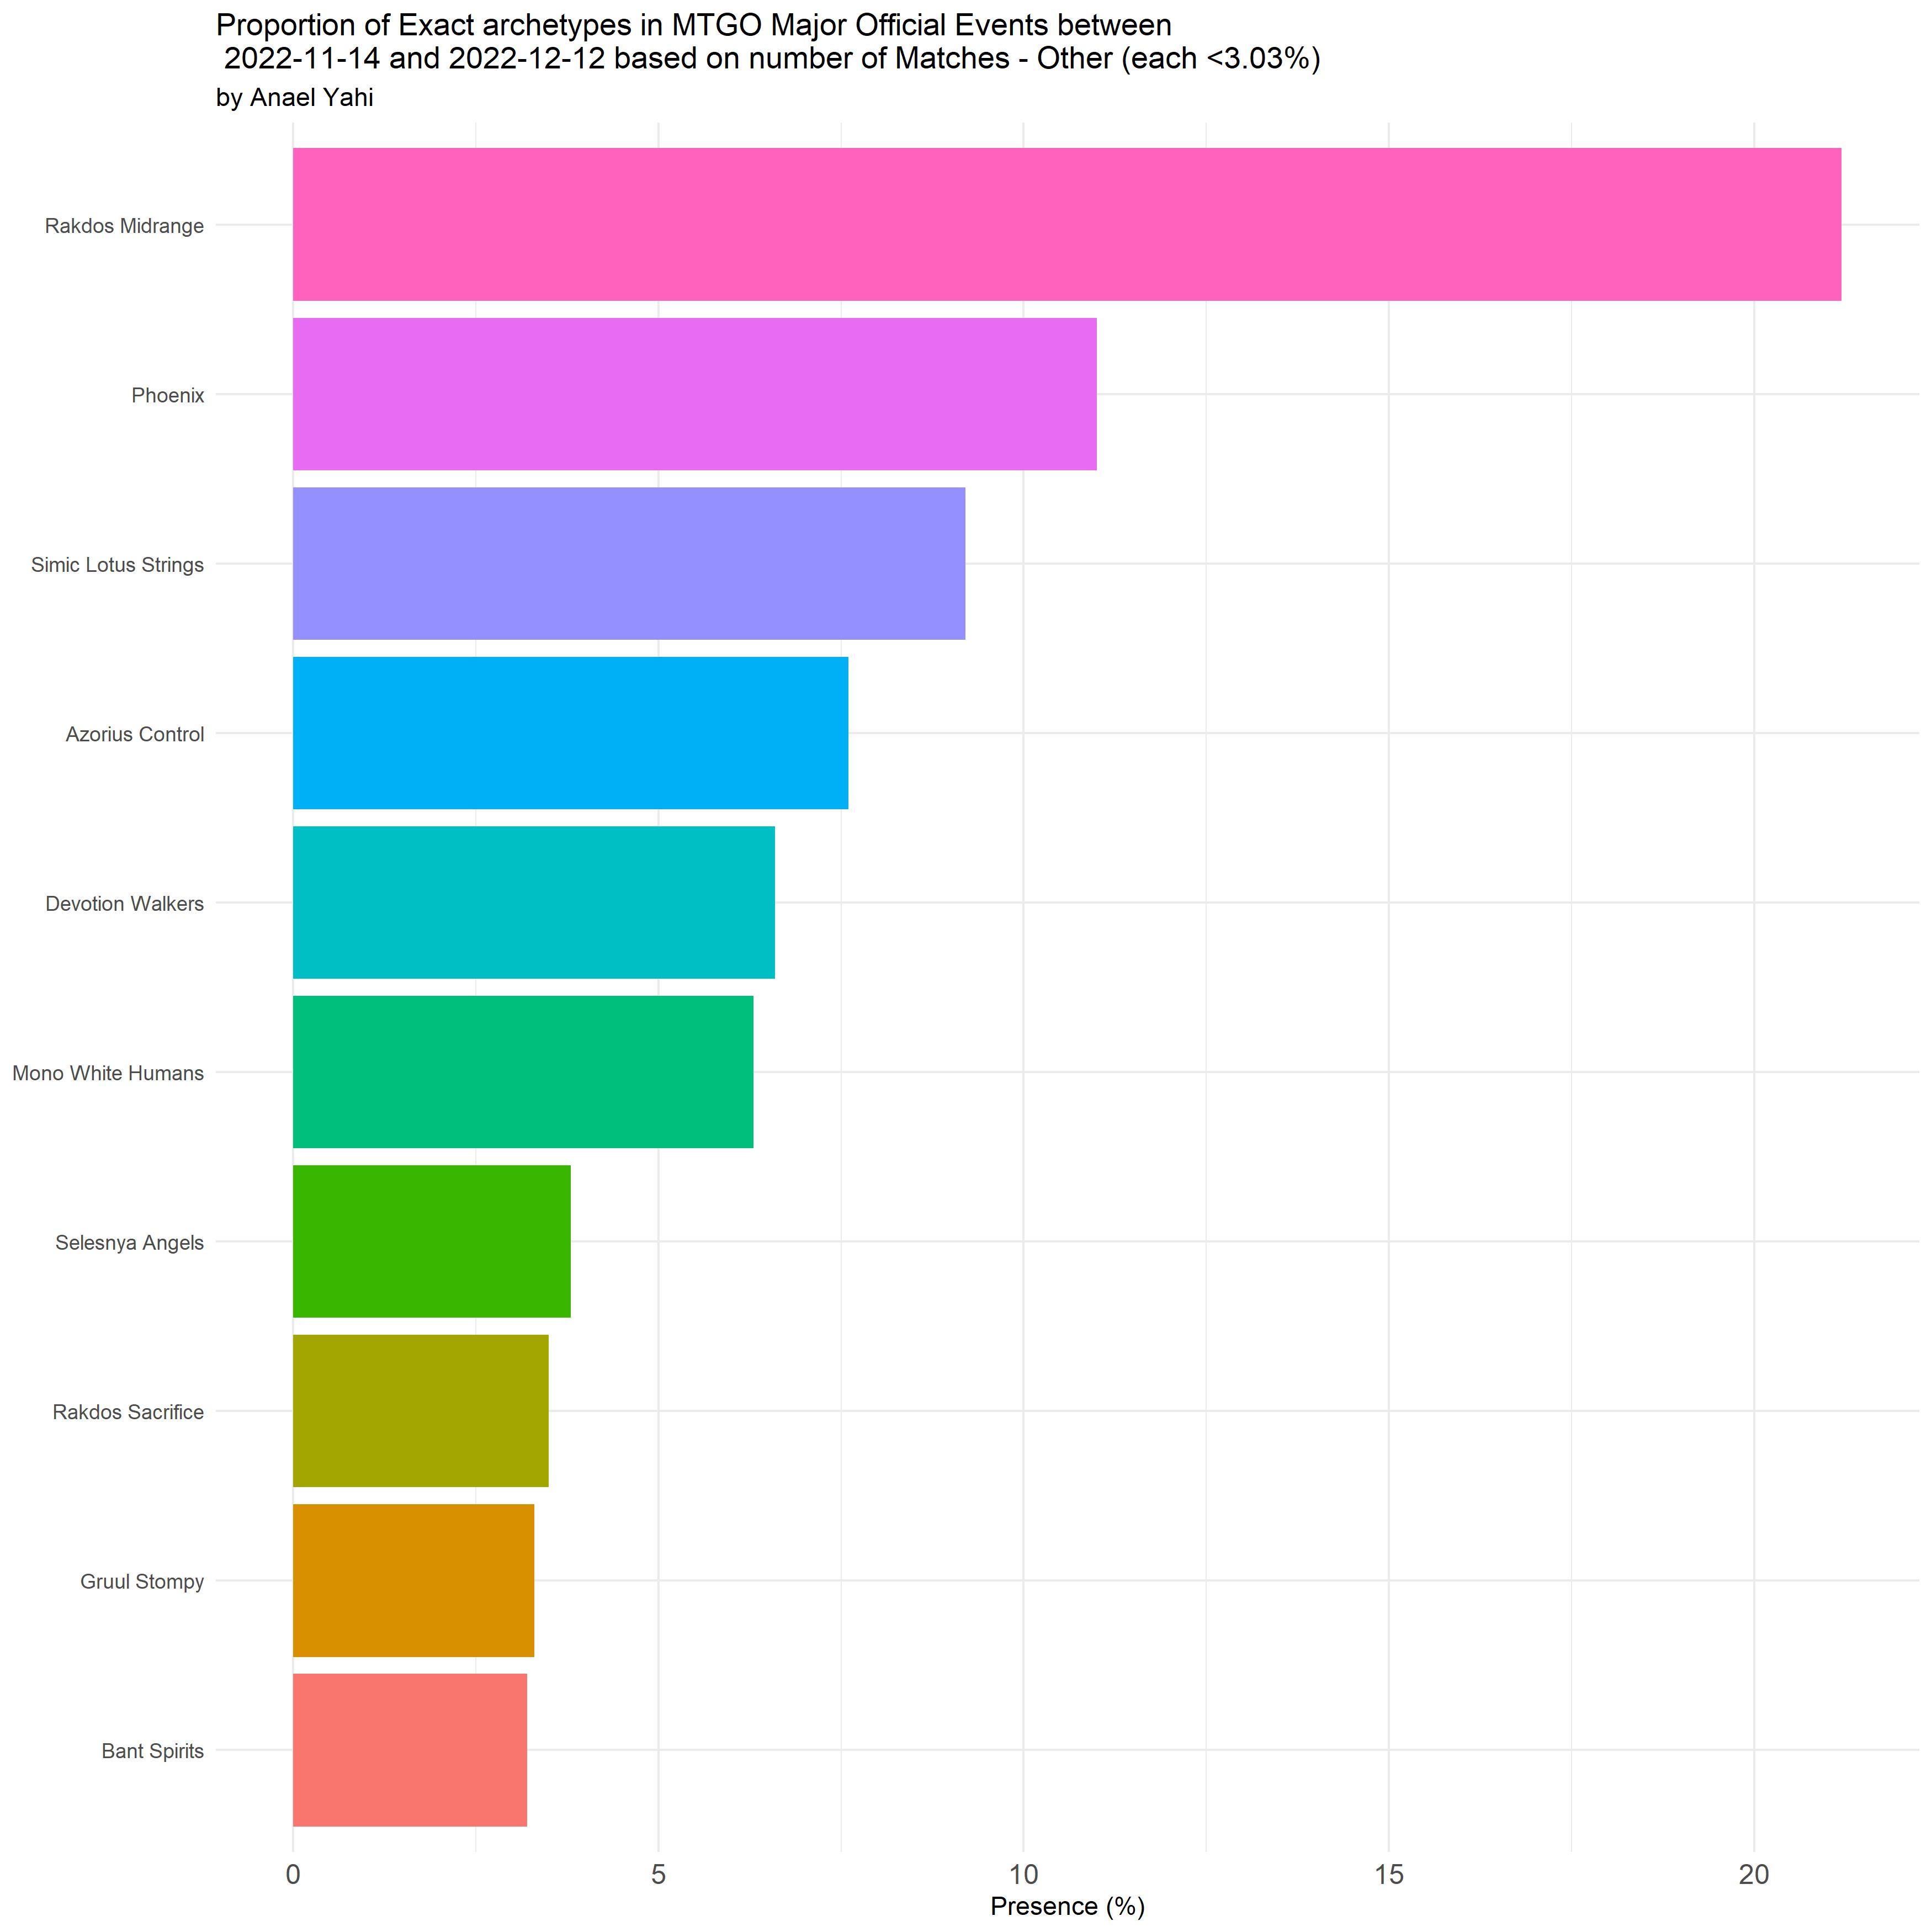 Proportion of Exact archetypes in MTGO Major Official Events between
2022-11-14 and 2022-12-12 based on number of Matches - Other (each <3.03%)
by Anael Yahi
Rakdos Midrange
Phoenix
Simic Lotus Strings
Azorius Control
Devotion Walkers
Mono White Humans
Selesnya Angels
Rakdos Sacrifice
Gruul Stompy
Bant Spirits
0 5 10 15 20
Presence (%)